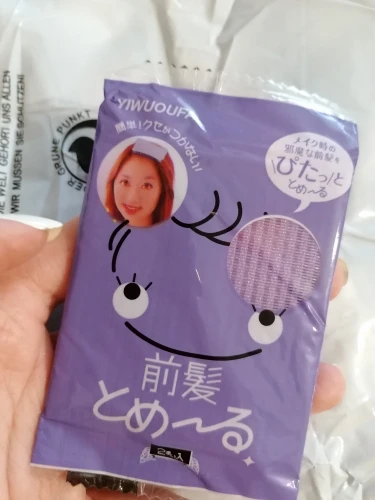 YIWUOUFA
簡単!クセがつかない!
メイク時の
邪魔な前髪を
ぴたっ!と
とめ〜る
前髪
とめ〜る
2枚入
WELT GEHÖRT UNS ALLEN
WIR MÜSSEN SIE SCHÜTZEN!
DER GRÜNE PUNKT